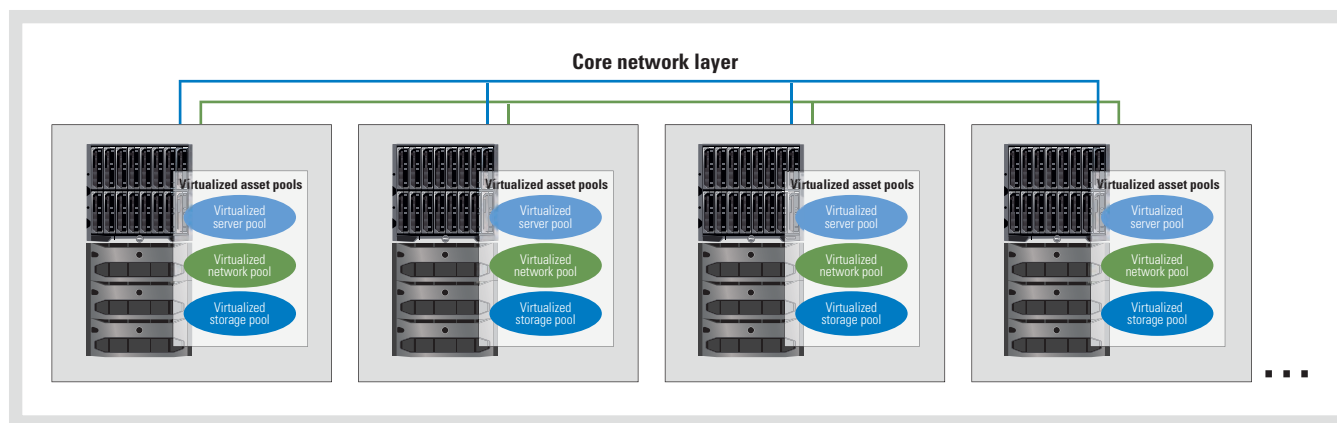 Core network layer
Virtualized asset pools
Virtualized
server pool
Virtualized
network pool
Virtualized
storage pool
Virtualized asset pools
Virtualized
server pool
Virtualized
network pool
Virtualized
storage pool
Virtualized asset pools
Virtualized
server pool
Virtualized
network pool
Virtualized
storage pool
Virtualized asset pools
Virtualized
server pool
Virtualized
network pool
Virtualized
storage pool
...